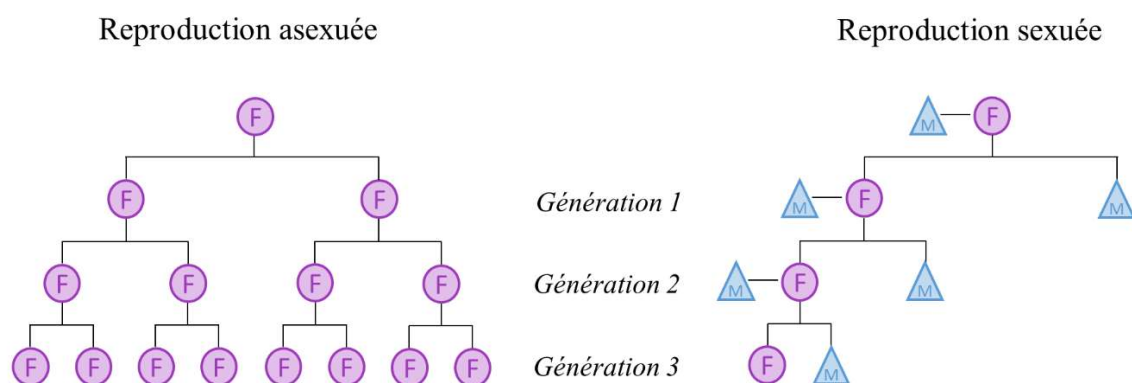 Reproduction asexuée
Reproduction sexuée
F
M F
F F
Génération 1
M F M
F F F F
Génération 2
M F M
F F F F F F F F
Génération 3
F M